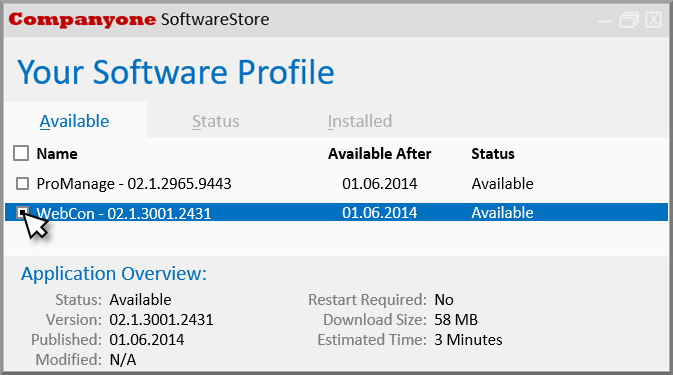 Companyone SoftwareStore
Your Software Profile
Available Status Installed
Name Available After Status
ProManage - 02.1.2965.9443 01.06.2014 Available
WebCon - 02.1.3001.2431 01.06.2014 Available
Application Overview:
Status: Available Restart Required: No
Version: 02.1.3001.2431 Download Size: 58 MB
Published: 01.06.2014 Estimated Time: 3 Minutes
Modified: N/A